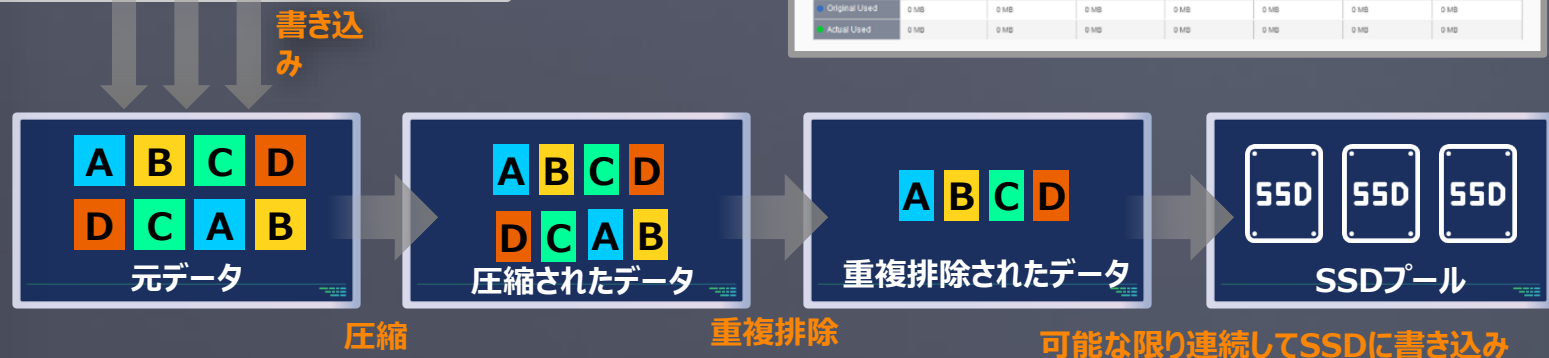 書き込
み
Original Used 0 MB 0 MB 0 MB 0 MB 0 MB 0 MB 0 MB
Actual Used 0 MB 0 MB 0 MB 0 MB 0 MB 0 MB 0 MB
A B C D
D C A B
元データ
圧縮
A B C D
D C A B
圧縮されたデータ
重複排除
A B C D
重複排除されたデータ
SSD SSD SSD
SSDプール
可能な限り連続してSSDに書き込み